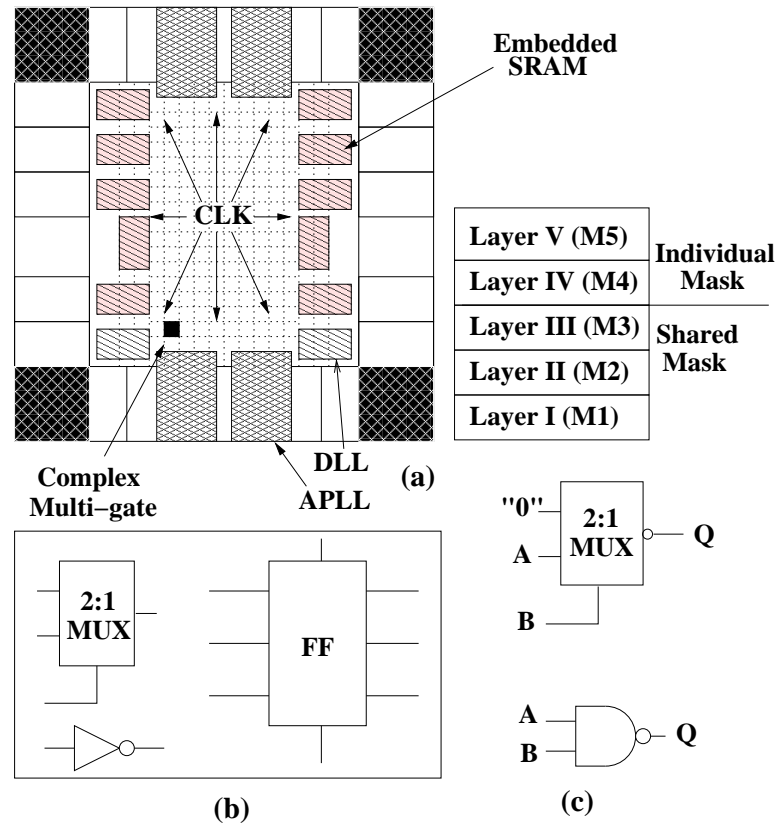 Embedded
SRAM
CLK
Layer V (M5)
Layer IV (M4)
Layer III (M3)
Layer II (M2)
Layer I (M1)
Individual
Mask
Shared
Mask
Complex
Multi−gate
DLL
APLL
(a)
2:1
MUX
FF
(b)
"0"
A
B
2:1
MUX
Q
A
B
Q
(c)